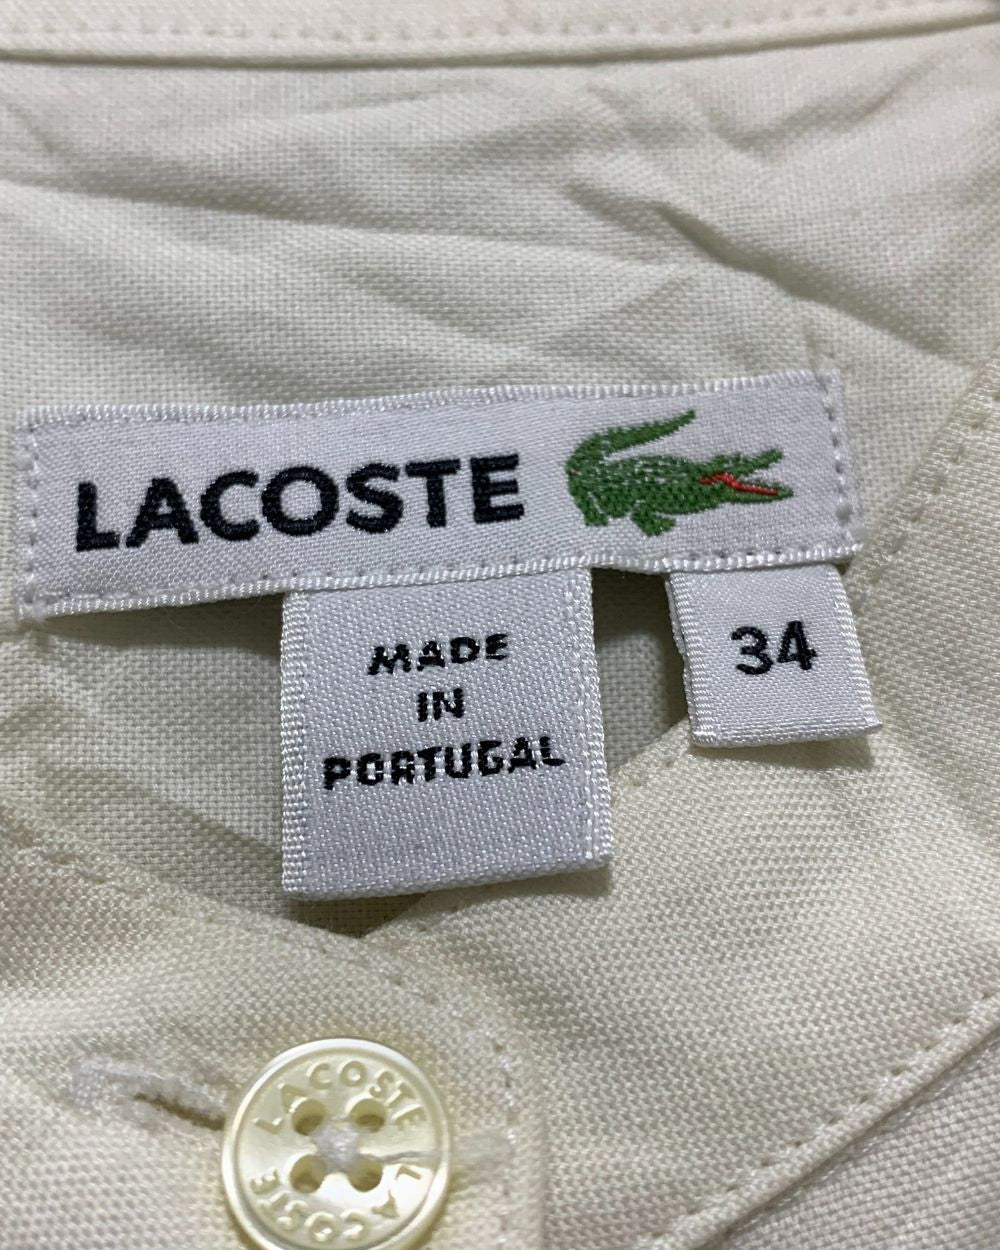 LACOSTE
MADE
IN
PORTUGAL
34
LACOSTE
LACOSTE